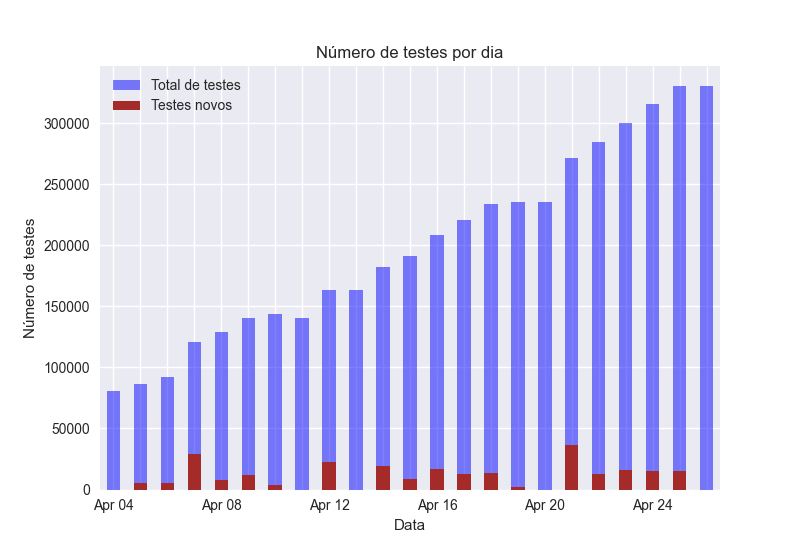 Número de testes por dia
Total de testes
Testes novos
300000
250000
200000
150000
100000
50000
0
Número de testes
Apr 04 Apr 08 Apr 12 Apr 16 Apr 20 Apr 24
Data